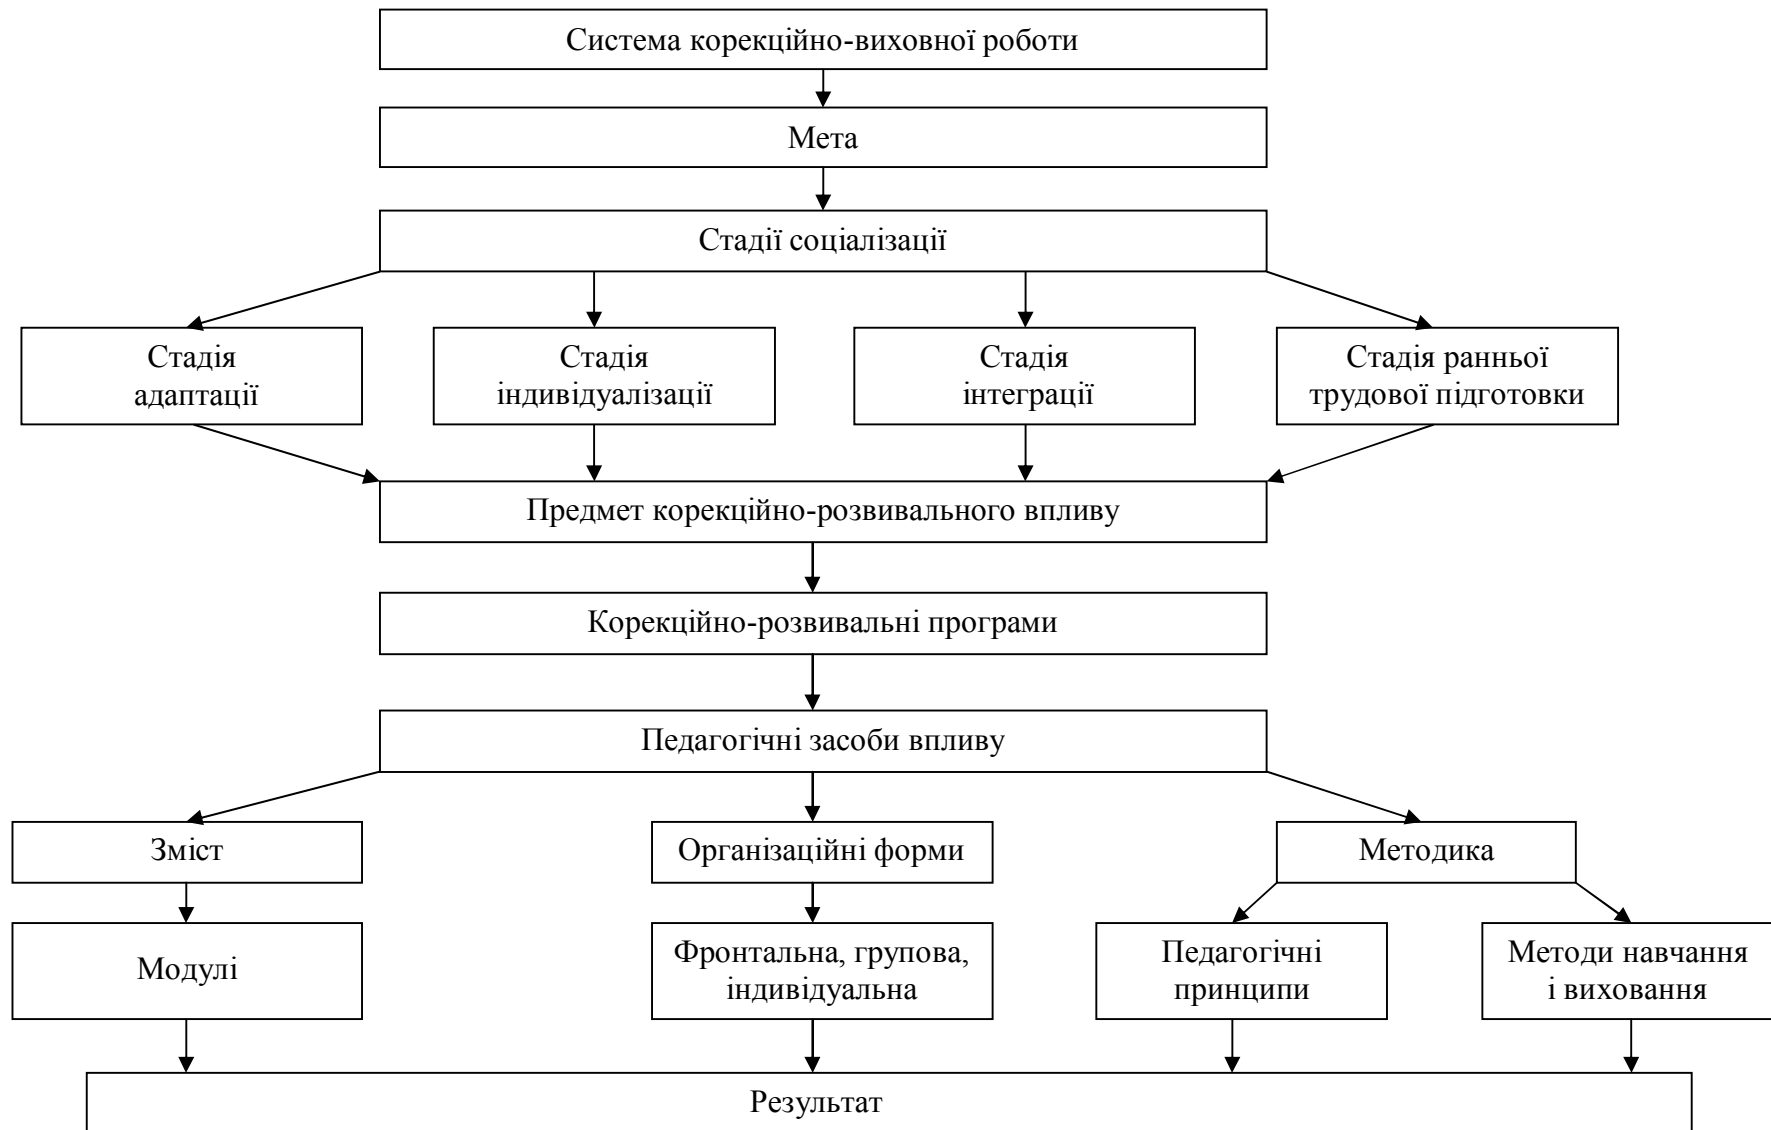 Система корекційно-виховної роботи
Мета
Стадії соціалізації
Стадія
адаптації
Стадія
індивідуалізації
Стадія
інтеграції
Стадія ранньої
трудової підготовки
Предмет корекційно-розвивального впливу
Корекційно-розвивальні програми
Педагогічні засоби впливу
Зміст
Організаційні форми
Методика
Модулі
Фронтальна, групова,
індивідуальна
Педагогічні
принципи
Методи навчання
і виховання
Результат